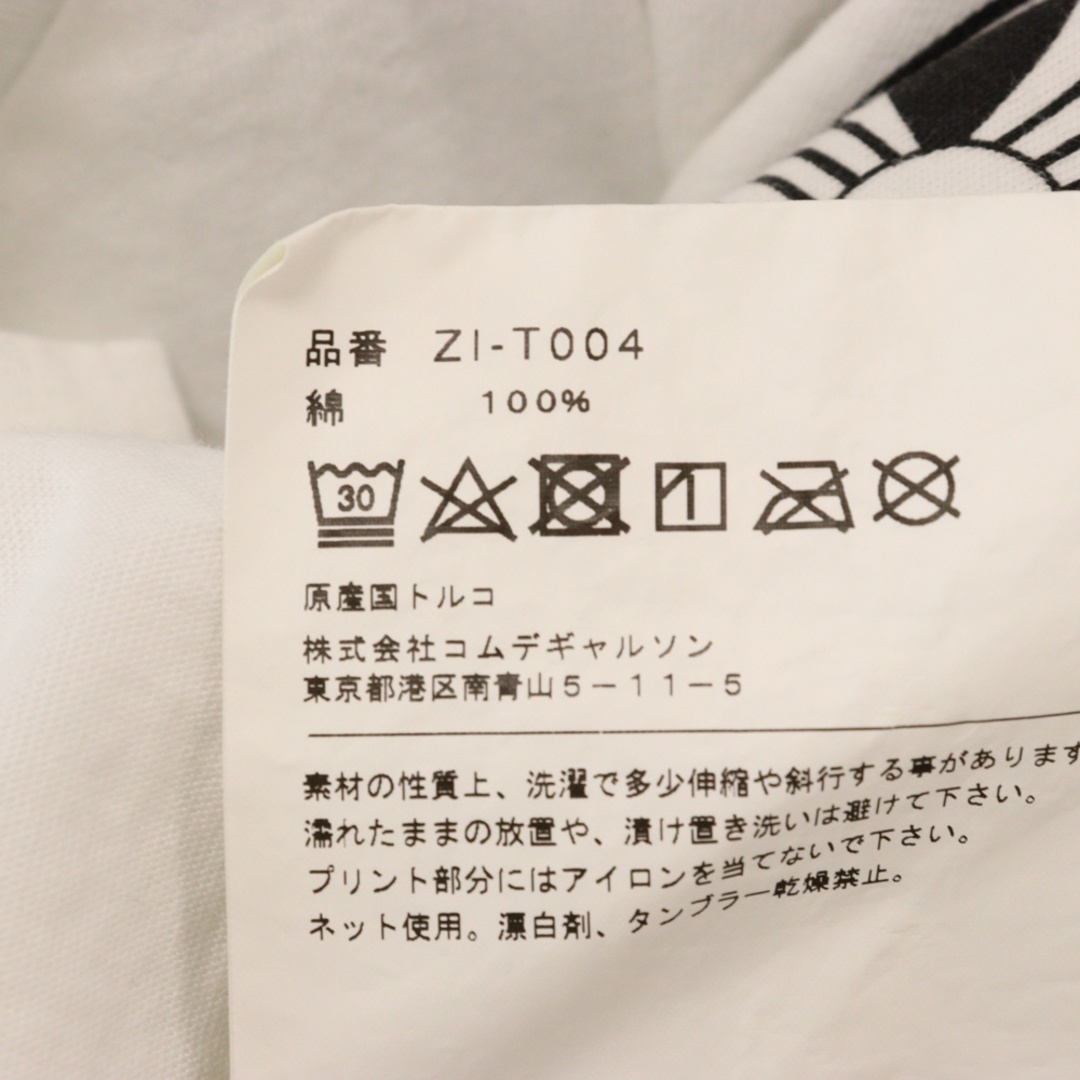 品番 ZI-T004
綿 100%
30
原産国トルコ
株式会社コムデギャルソン
東京都港区南青山5-11-5
素材の性質上、洗濯で多少伸縮や斜行する事があります
濡れたままの放置や、漬け置き洗いは避けて下さい。
プリント部分にはアイロンを当てないで下さい。
ネット使用。漂白剤、タンブラー乾燥禁止。